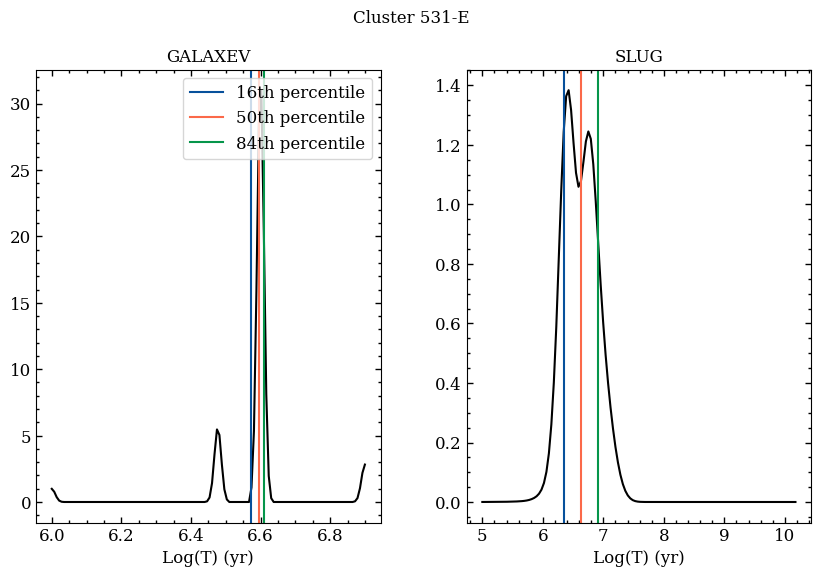 Cluster 531-E
GALAXEV
SLUG
16th percentile
50th percentile
84th percentile
30
25
20
15
10
5
0
6.0 6.2 6.4 6.6 6.8
Log(T) (yr)
1.4
1.2
1.0
0.8
0.6
0.4
0.2
0.0
5 6 7 8 9 10
Log(T) (yr)